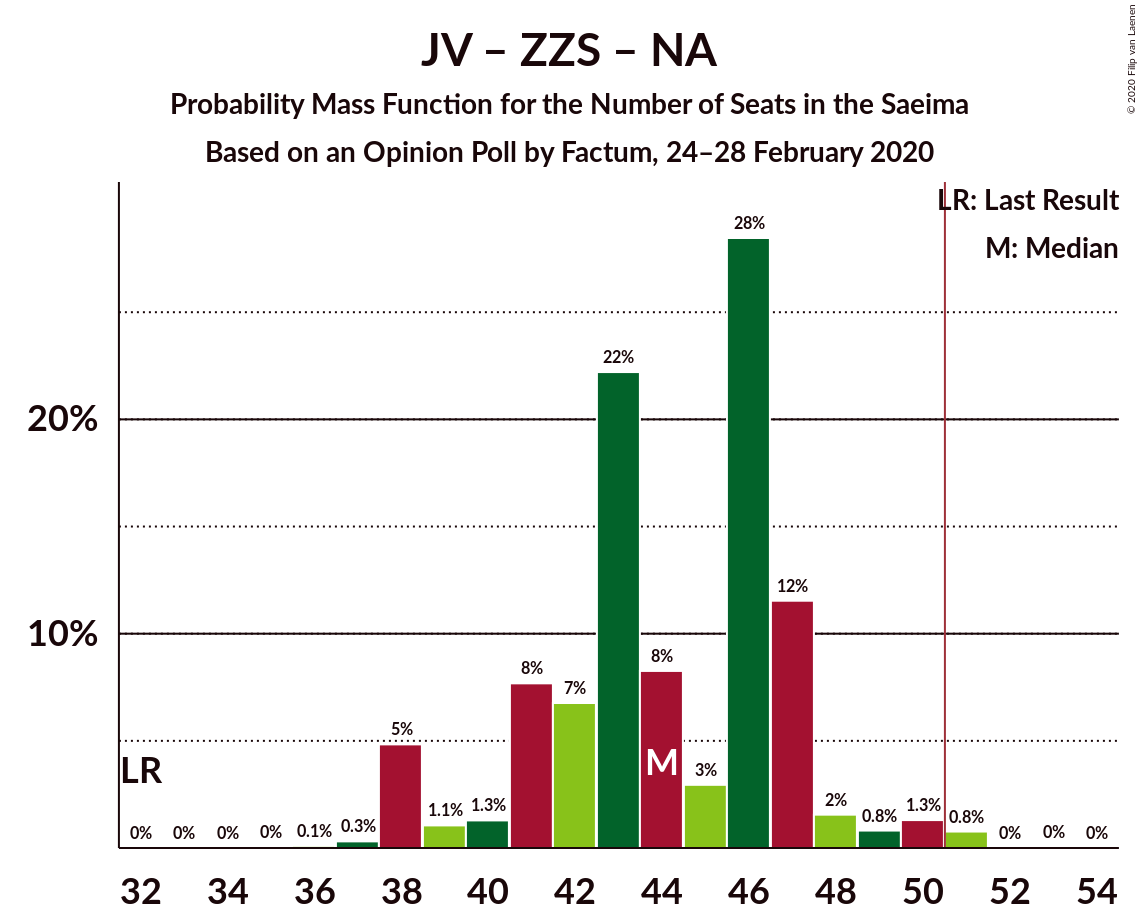 JV – ZZS – NA
Probability Mass Function for the Number of Seats in the Saeima
Based on an Opinion Poll by Factum, 24–28 February 2020
© 2020 Filip van Laenen
LR: Last Result
M: Median
20%
10%
LR
M
0%
0%
0%
0%
0.1%
0.3%
5%
1.1%
1.3%
8%
7%
22%
8%
3%
28%
12%
2%
0.8%
1.3%
0.8%
0%
0%
0%
32 34 36 38 40 42 44 46 48 50 52 54